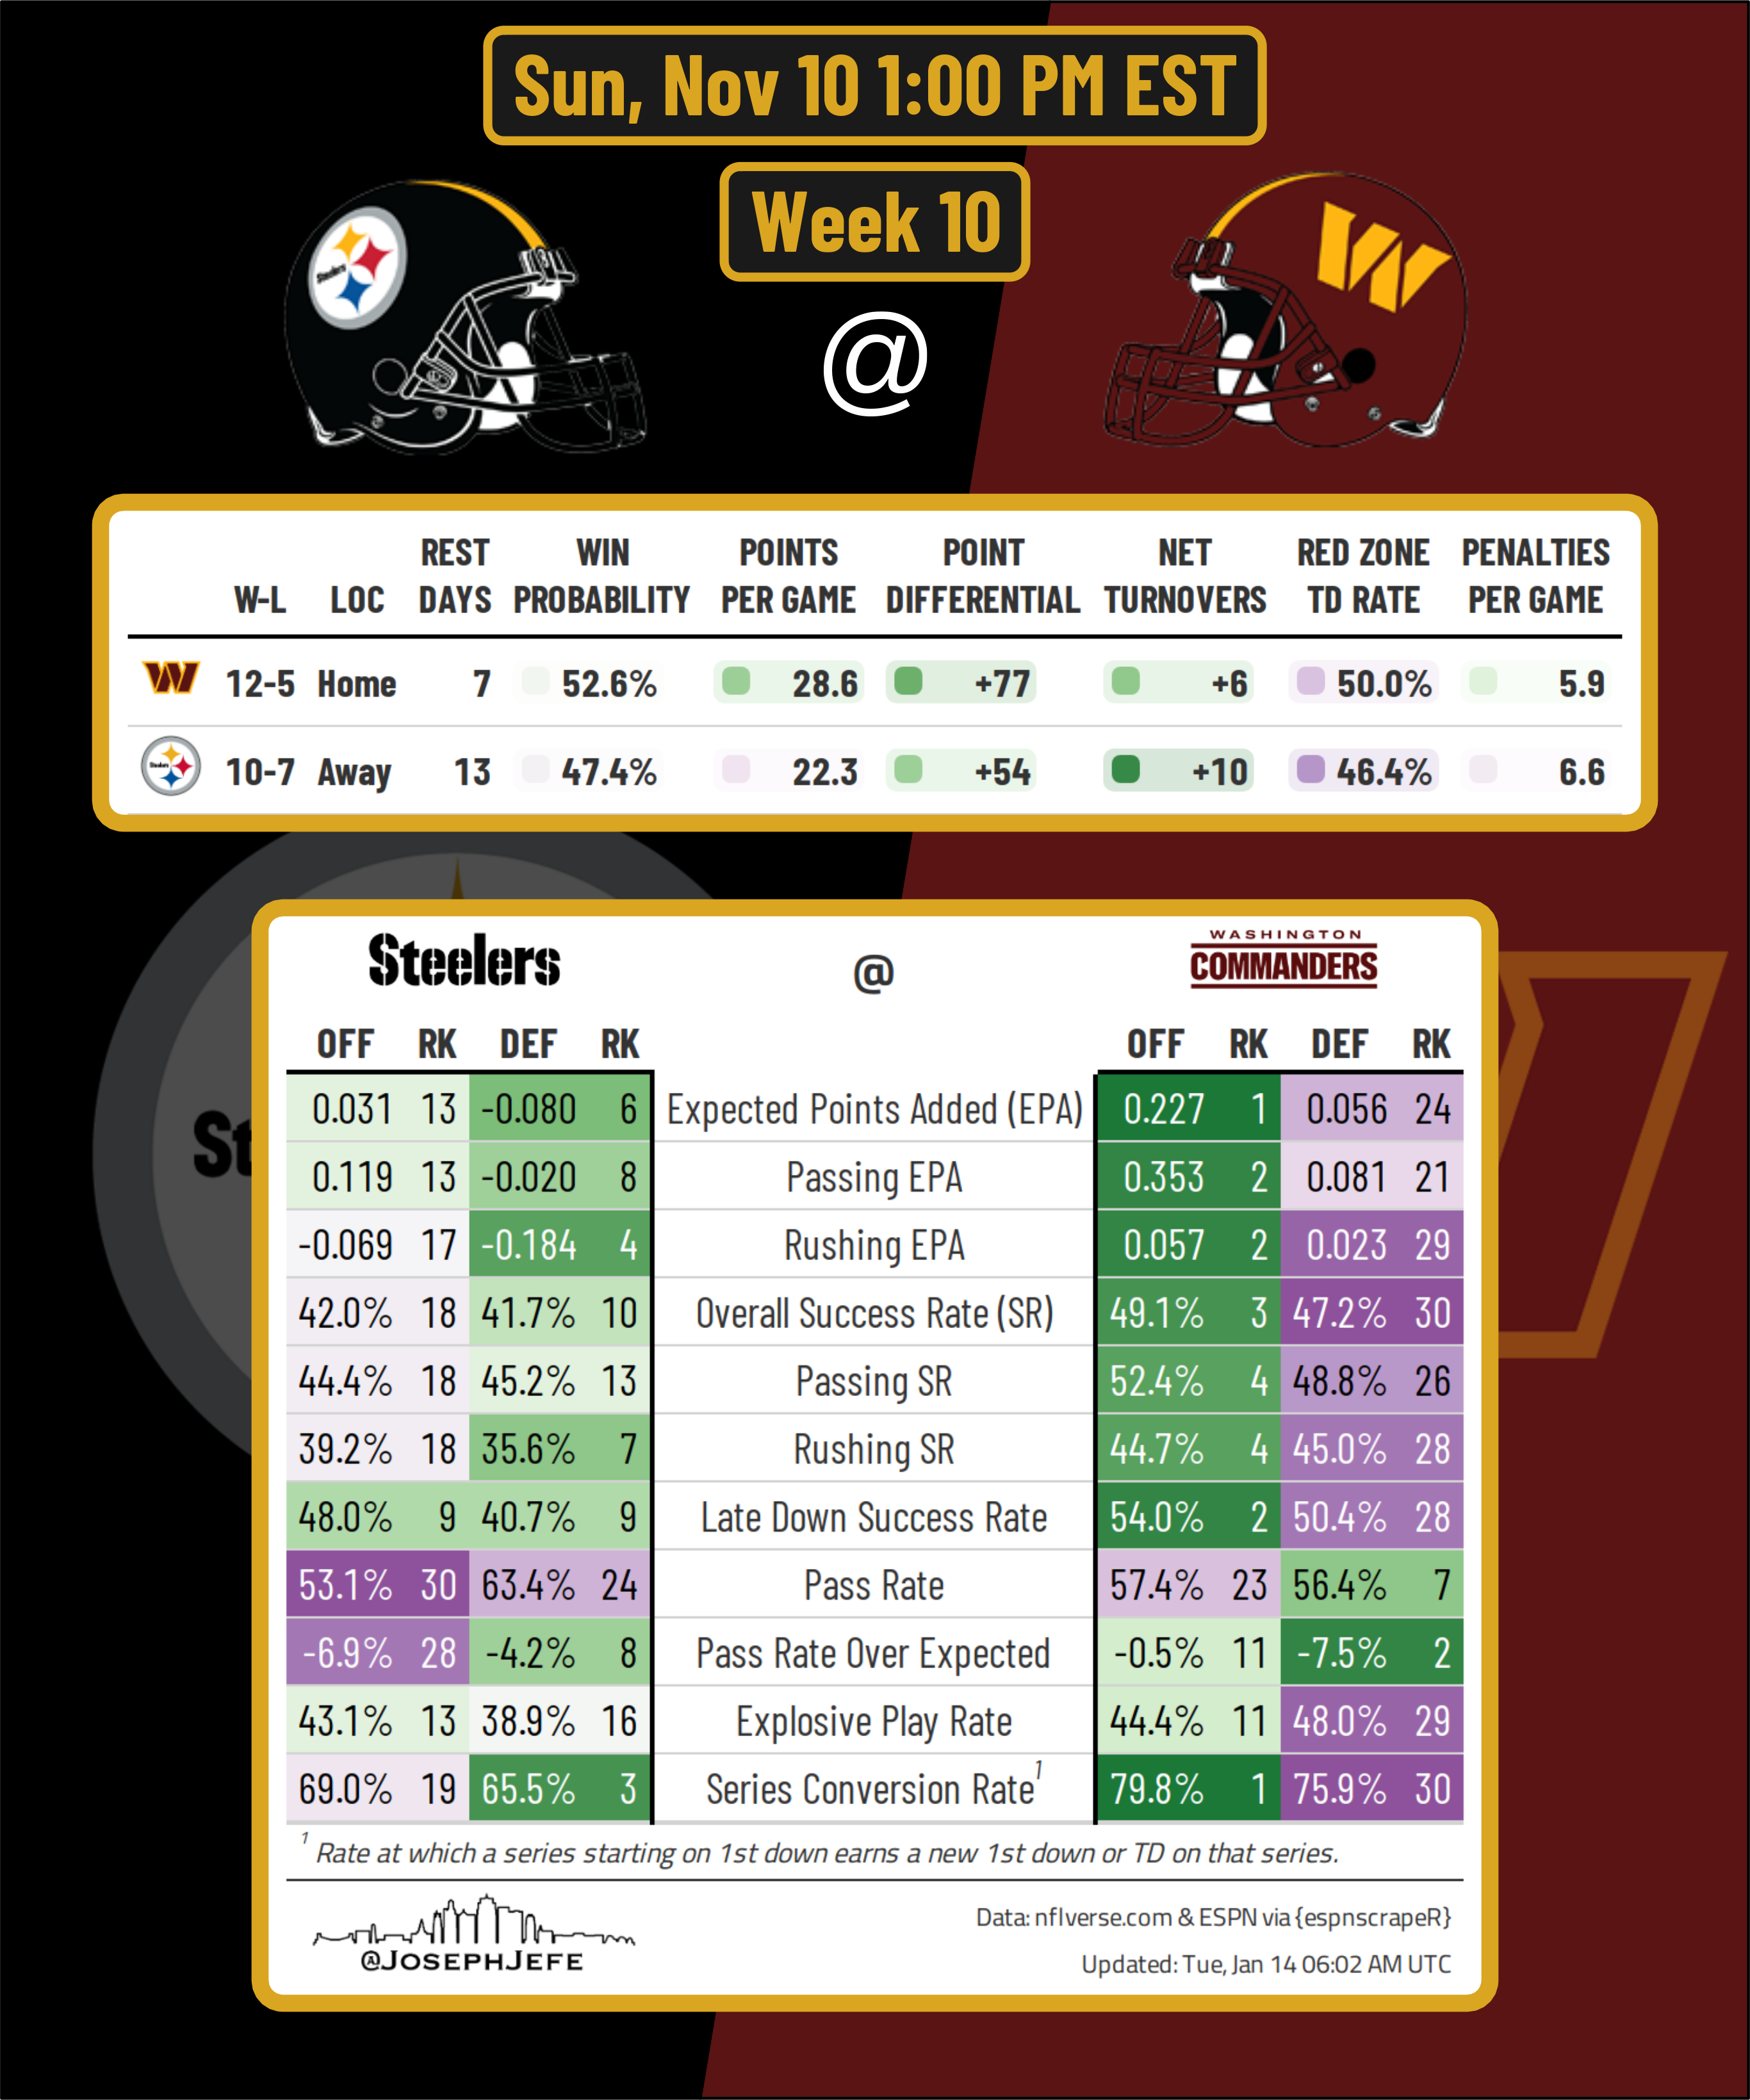 Sun, Nov 10 1:00 PM EST
Week 10
Steelers
W
@
REST WIN POINTS POINT NET RED ZONE PENALTIES
W-L LOC DAYS PROBABILITY PER GAME DIFFERENTIAL TURNOVERS TD RATE PER GAME
W 12-5 Home 7 52.6% 28.6 +77 +6 50.0% 5.9
Steelers 10-7 Away 13 47.4% 22.3 +54 +10 46.4% 6.6
St
WASHINGTON
Steelers @ COMMANDERS
OFF RK DEF RK OFF RK DEF RK
0.031 13 -0.080 6 Expected Points Added (EPA) 0.227 1 0.056 24
0.119 13 -0.020 8 Passing EPA 0.353 2 0.081 21
-0.069 17 -0.184 4 Rushing EPA 0.057 2 0.023 29
42.0% 18 41.7% 10 Overall Success Rate (SR) 49.1% 3 47.2% 30
44.4% 18 45.2% 13 Passing SR 52.4% 4 48.8% 26
39.2% 18 35.6% 7 Rushing SR 44.7% 4 45.0% 28
48.0% 9 40.7% 9 Late Down Success Rate 54.0% 2 50.4% 28
53.1% 30 63.4% 24 Pass Rate 57.4% 23 56.4% 7
-6.9% 28 -4.2% 8 Pass Rate Over Expected -0.5% 11 -7.5% 2
43.1% 13 38.9% 16 Explosive Play Rate 44.4% 11 48.0% 29
69.0% 19 65.5% 3 Series Conversion Rate¹ 79.8% 1 75.9% 30
¹ Rate at which a series starting on 1st down earns a new 1st down or TD on that series.
@JOSEPHJEFE
Data: nflverse.com & ESPN via {espnscrapeR}
Updated: Tue, Jan 14 06:02 AM UTC